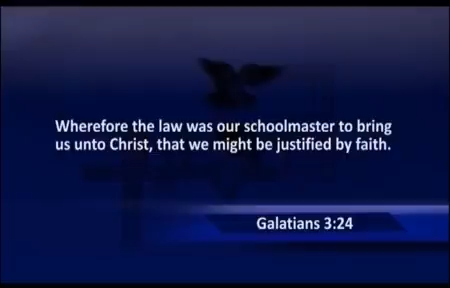 Wherefore the law was our schoolmaster to bring
us unto Christ, that we might be justified by faith.
Galatians 3:24